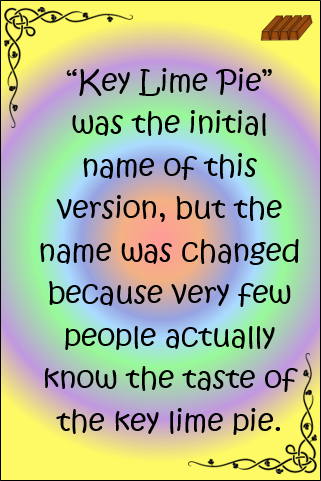 “Key Lime Pie”
was the initial
name of this
version, but the
name was changed
because very few
people actually
know the taste of
the key lime pie.